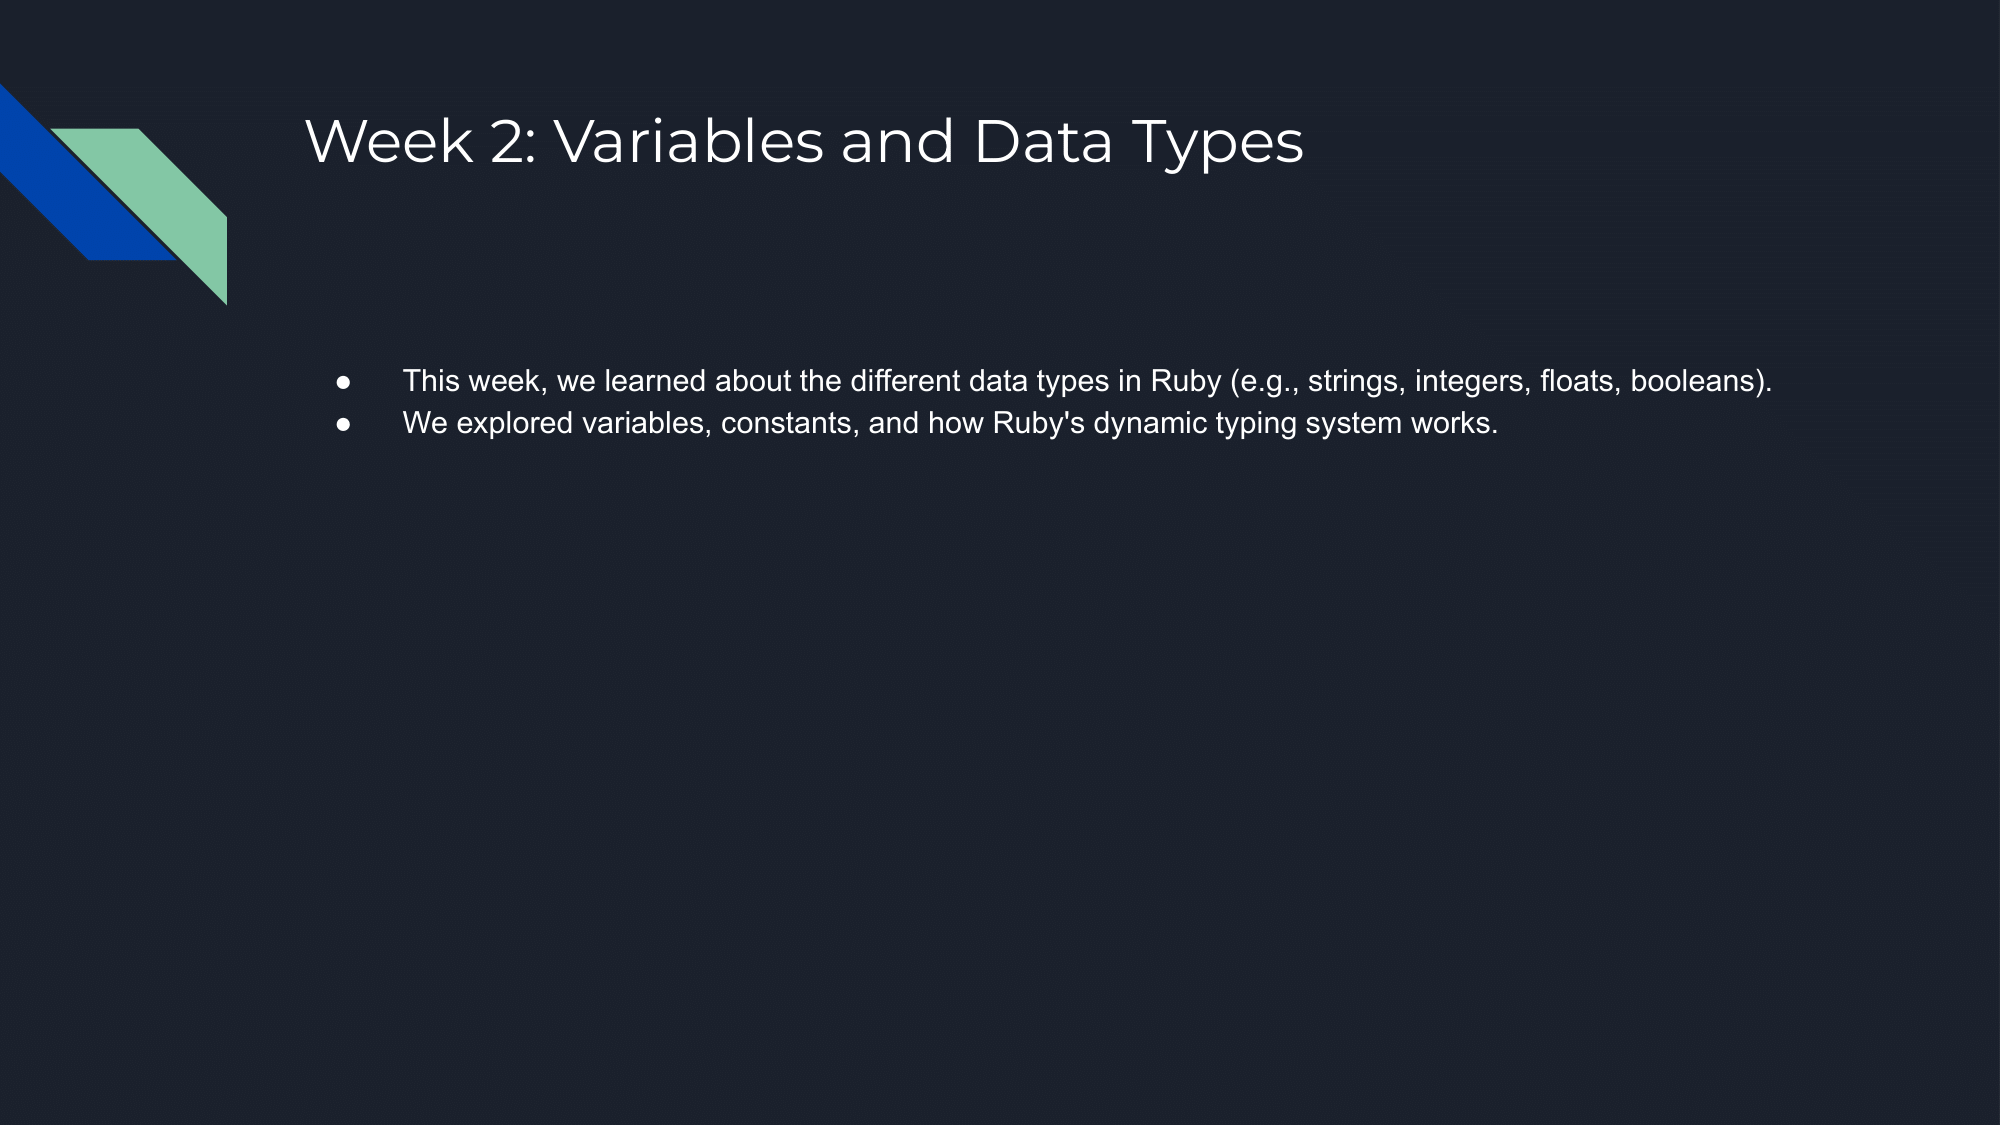 Week 2: Variables and Data Types
● This week, we learned about the different data types in Ruby (e.g., strings, integers, floats, booleans).
● We explored variables, constants, and how Ruby's dynamic typing system works.